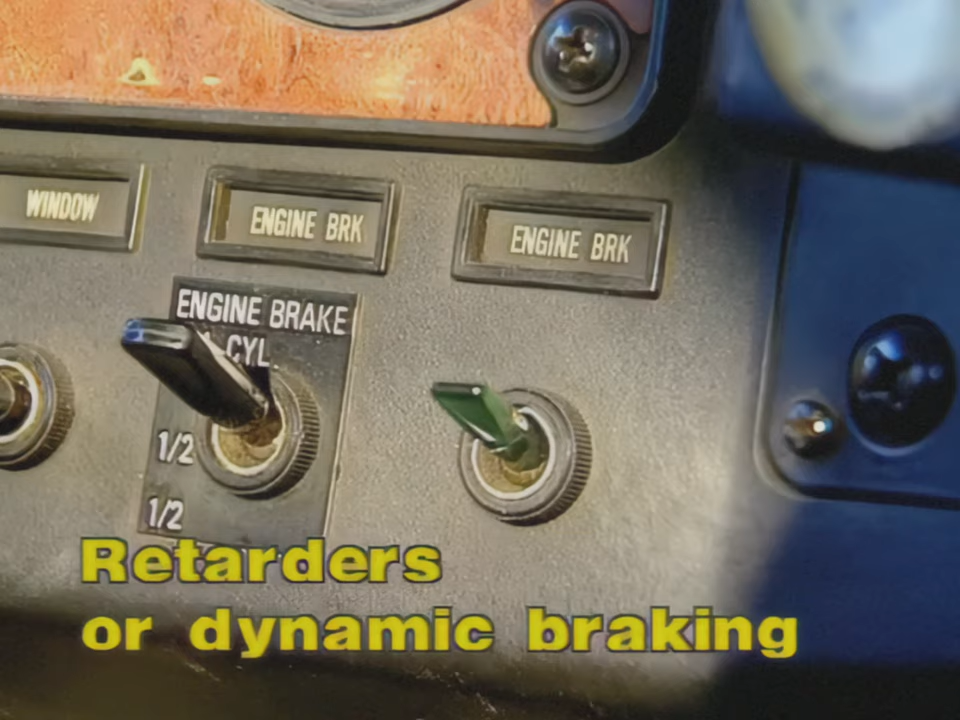 WINDOW
ENGINE BRK
ENGINE BRK
ENGINE BRAKE
CYL
1/2
1/2
Retarders
or dynamic braking